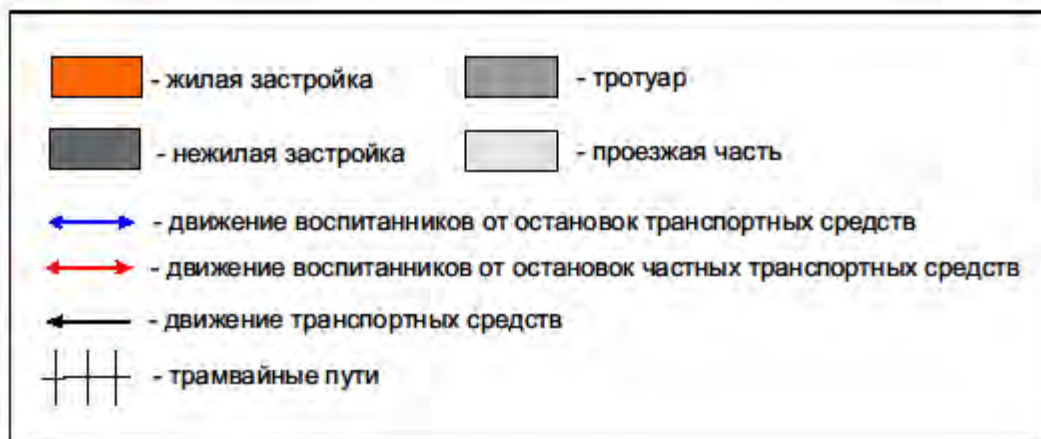 - жилая застройка
- тротуар
- нежилая застройка
- проезжая часть
- движение воспитанников от остановок транспортных средств
- движение воспитанников от остановок частных транспортных средств
- движение транспортных средств
- трамвайные пути